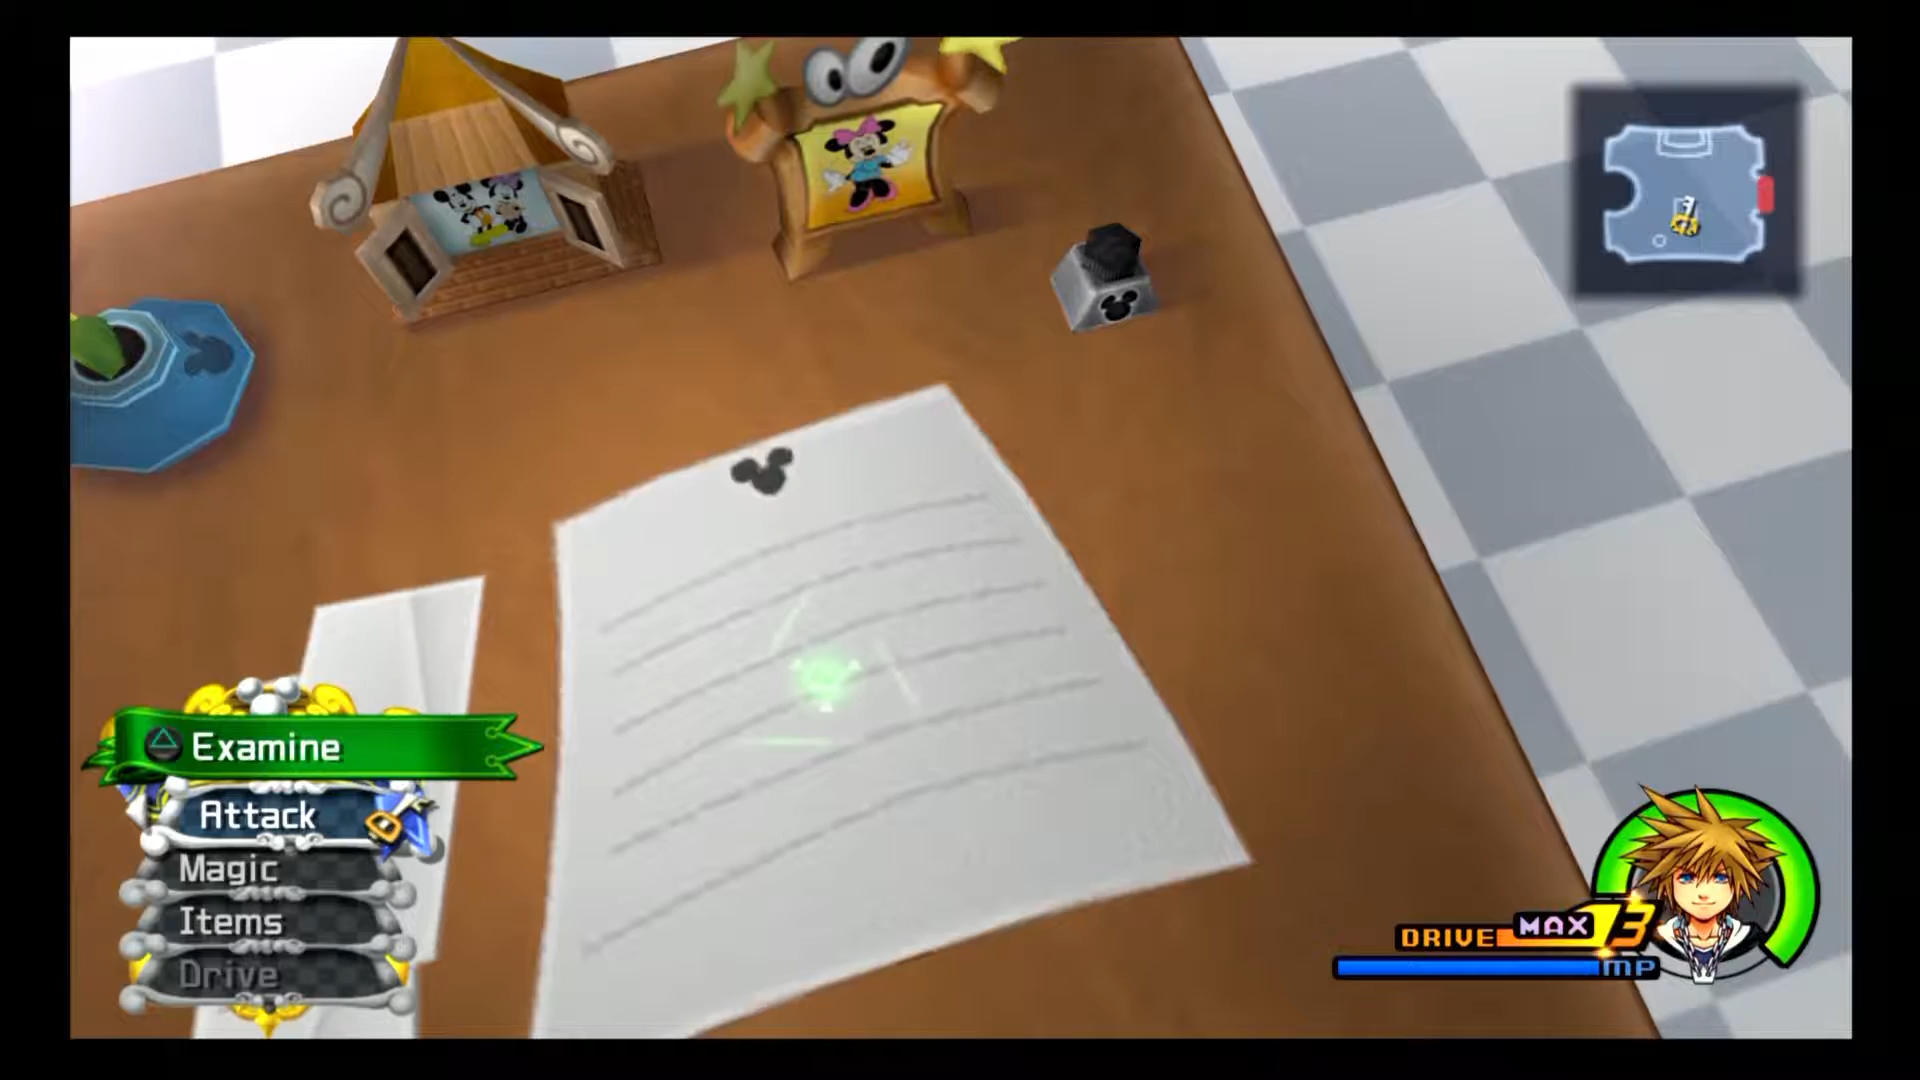 Examine
Attack
Magic
Items
Drive
DRIVE MAX 3
MP